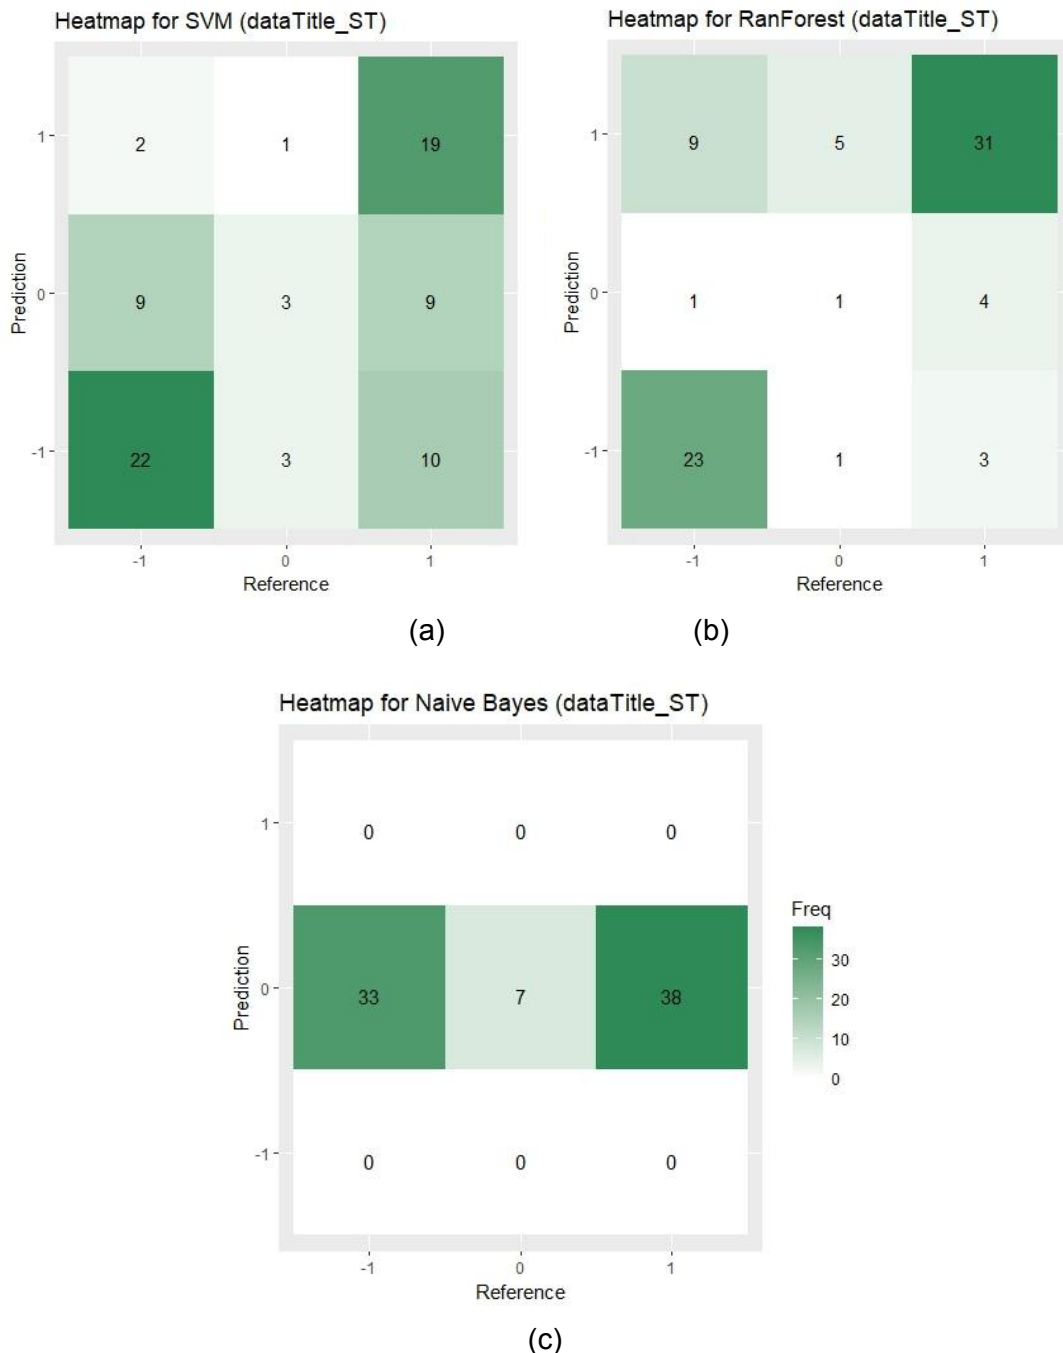 Heatmap for SVM (dataTitle_ST)
1
2 1 19
0
9 3 9
-1
22 3 10
-1 0 1
Prediction
Reference
(a)
Heatmap for RanForest (dataTitle_ST)
1
9 5 31
0
1 1 4
-1
23 1 3
-1 0 1
Prediction
Reference
(b)
Heatmap for Naive Bayes (dataTitle_ST)
1
0 0 0
0
33 7 38
-1
0 0 0
-1 0 1
Prediction
Reference
Freq
30
20
10
0
(c)